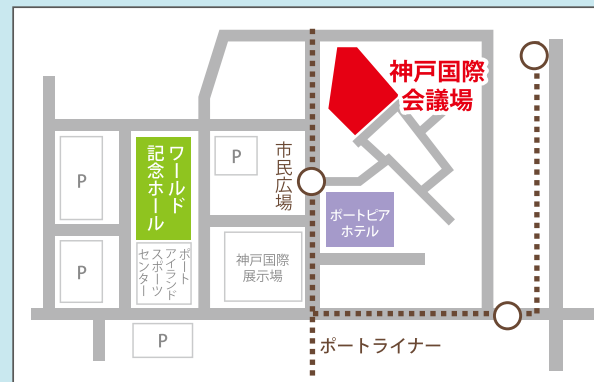 神戸国際
会議場
P
ワールド
記念ホール
P
市民広場
ポートピア
ホテル
P
ポート
アイランド
スポーツ
センター
神戸国際
展示場
P
ポートライナー